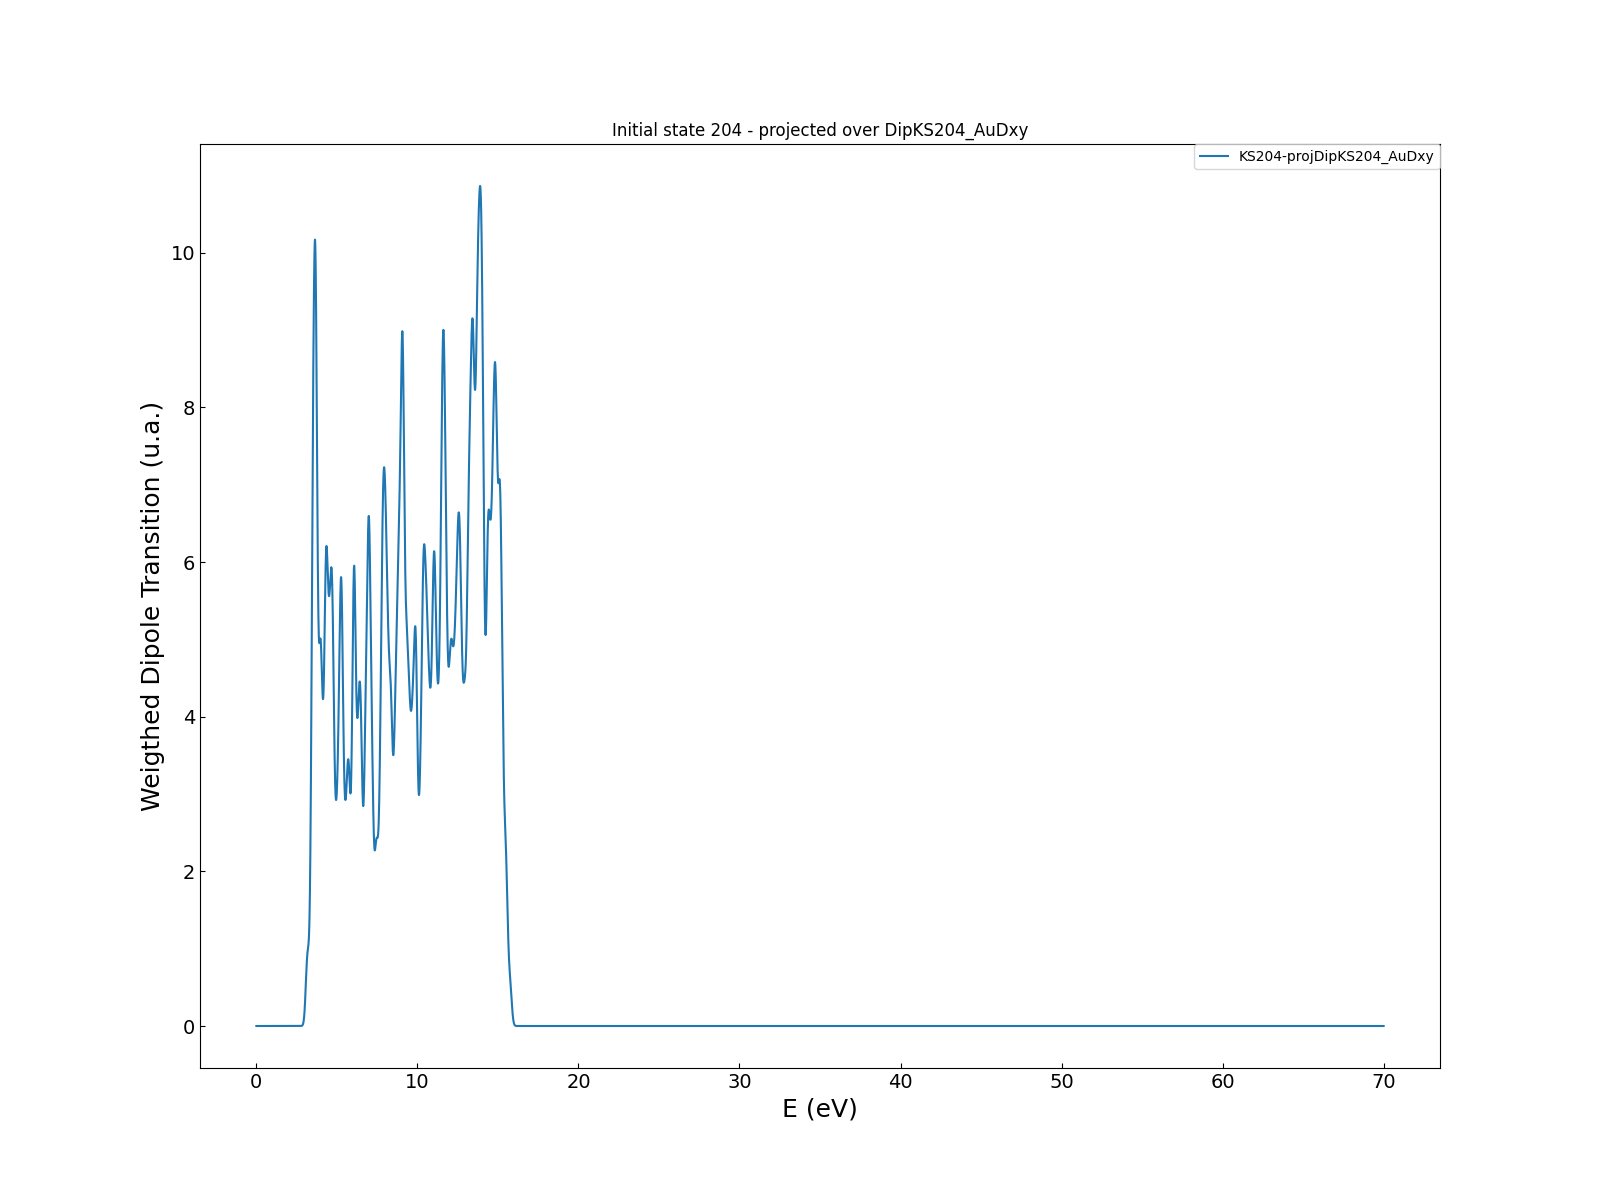 Initial state 204 - projected over DipKS204_AuDxy
KS204-projDipKS204_AuDxy
Weigthed Dipole Transition (u.a.)
10
8
6
4
2
0
0 10 20 30 40 50 60 70
E (eV)